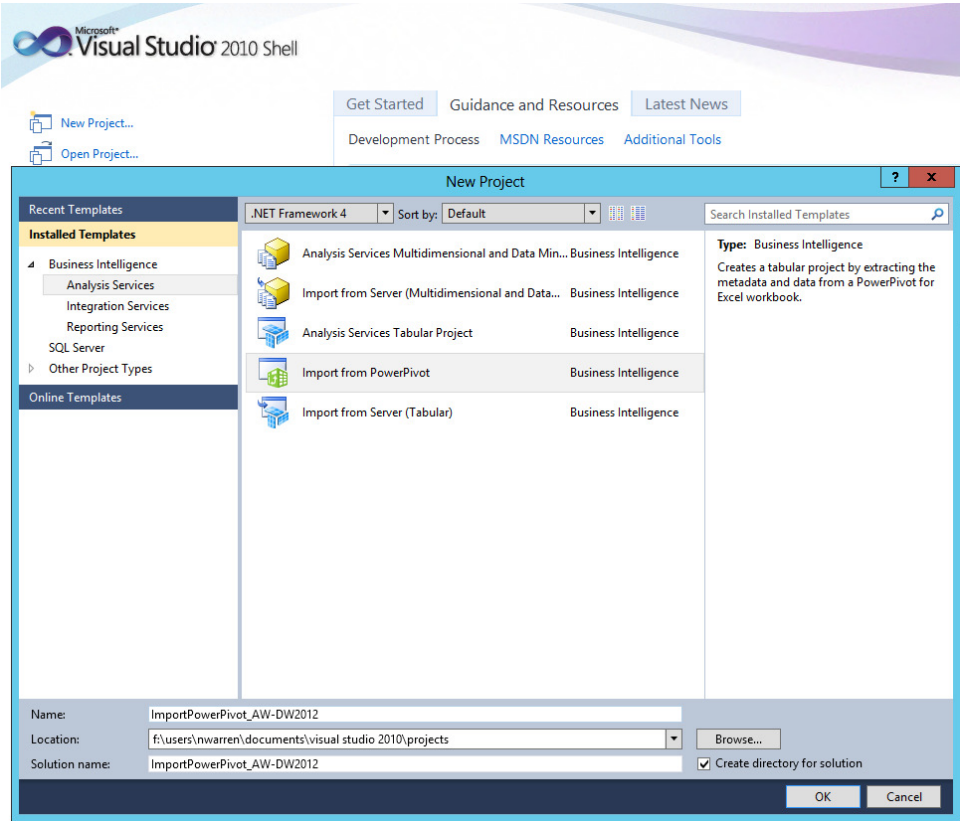 Microsoft®
Visual Studio® 2010 Shell
New Project...
Open Project...
Get Started Guidance and Resources Latest News
Development Process MSDN Resources Additional Tools
New Project
? x
Recent Templates
Installed Templates
Business Intelligence
Analysis Services
Integration Services
Reporting Services
SQL Server
Other Project Types
Online Templates
.NET Framework 4 Sort by: Default
Analysis Services Multidimensional and Data Min... Business Intelligence
Import from Server (Multidimensional and Data... Business Intelligence
Analysis Services Tabular Project Business Intelligence
Import from PowerPivot Business Intelligence
Import from Server (Tabular) Business Intelligence
Search Installed Templates
Type: Business Intelligence
Creates a tabular project by extracting the
metadata and data from a PowerPivot for
Excel workbook.
Name: ImportPowerPivot_AW-DW2012
Location: f:\users\nwarren\documents\visual studio 2010\projects Browse...
Solution name: ImportPowerPivot_AW-DW2012 Create directory for solution
OK Cancel